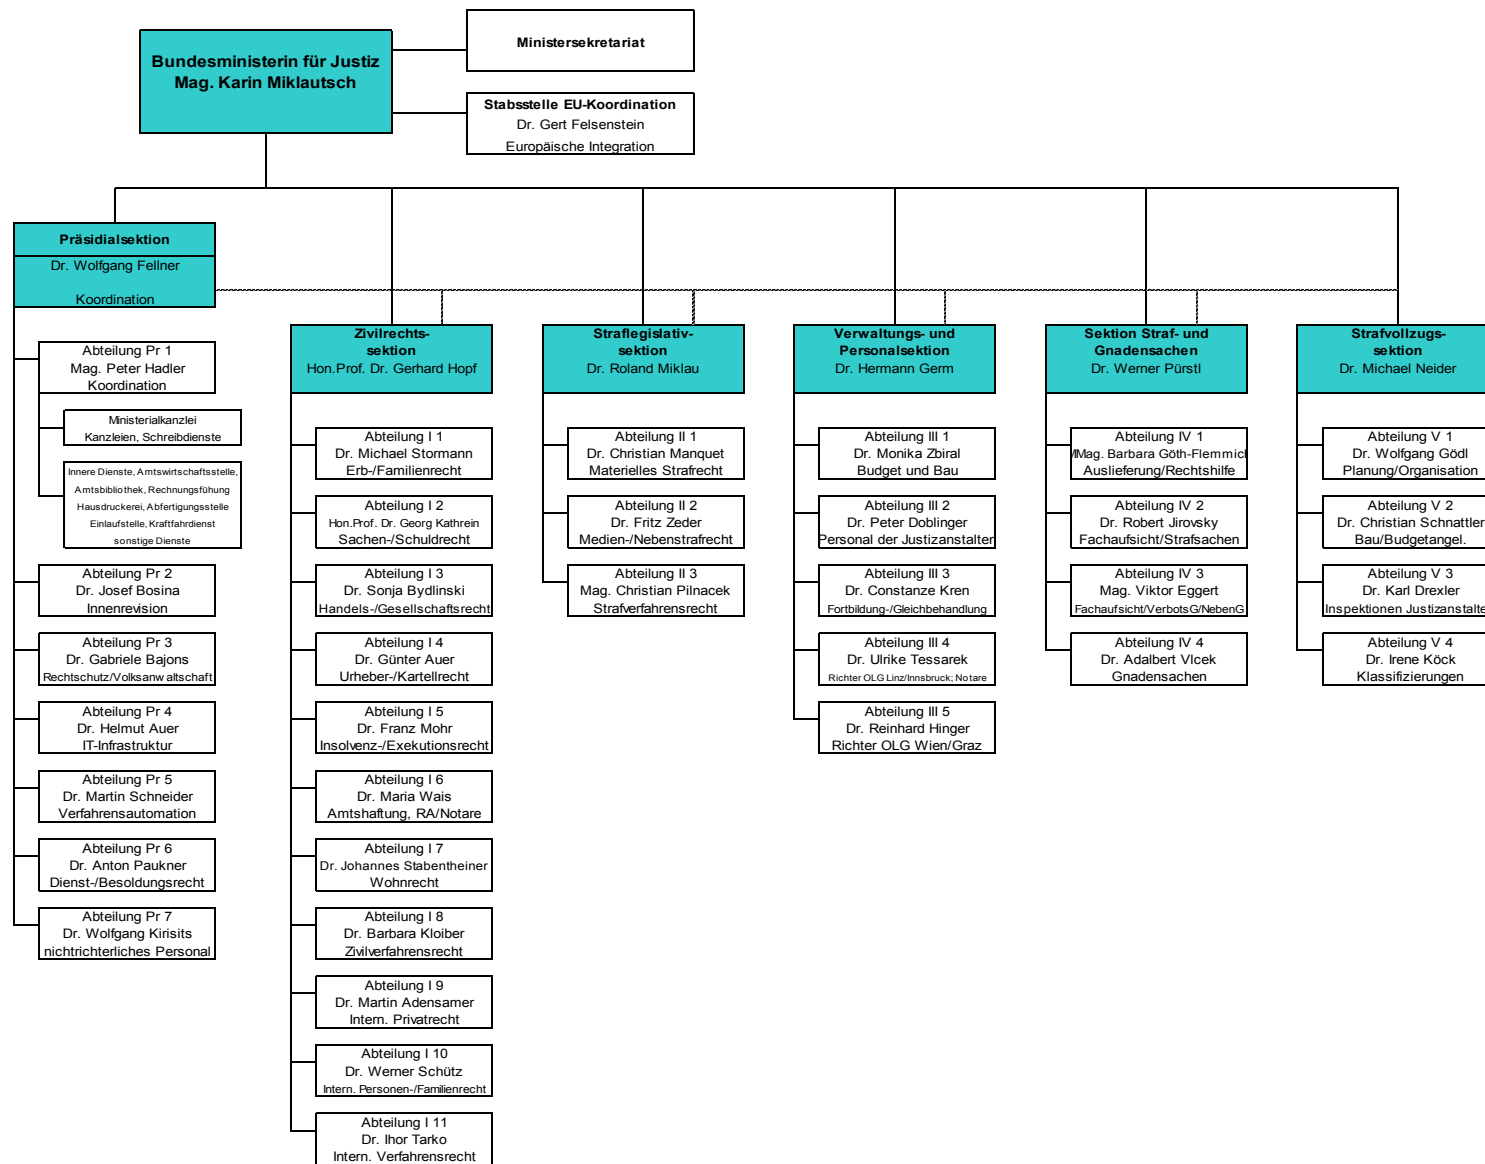 Bundesministerin für Justiz
Mag. Karin Miklautsch
Ministersekretariat
Stabsstelle EU-Koordination
Dr. Gert Felsenstein
Europäische Integration
Präsidialsektion
Dr. Wolfgang Fellner
Koordination
Abteilung Pr 1
Mag. Peter Hadler
Koordination
Ministerialkanzlei
Kanzleien, Schreibdienste
Innere Dienste, Amtswirtschaftsstelle,
Amtsbibliothek, Rechnungsfühung
Hausdruckerei, Abfertigungsstelle
Einlaufstelle, Kraftfahrdienst
sonstige Dienste
Abteilung Pr 2
Dr. Josef Bosina
Innenrevision
Abteilung Pr 3
Dr. Gabriele Bajons
Rechtschutz/Volksanwaltschaft
Abteilung Pr 4
Dr. Helmut Auer
IT-Infrastruktur
Abteilung Pr 5
Dr. Martin Schneider
Verfahrensautomation
Abteilung Pr 6
Dr. Anton Paukner
Dienst-/Besoldungsrecht
Abteilung Pr 7
Dr. Wolfgang Kirisits
nichtrichterliches Personal
Zivilrechts-
sektion
Hon.Prof. Dr. Gerhard Hopf
Abteilung I 1
Dr. Michael Stormann
Erb-/Familienrecht
Abteilung I 2
Hon.Prof. Dr. Georg Kathrein
Sachen-/Schuldrecht
Abteilung I 3
Dr. Sonja Bydlinski
Handels-/Gesellschaftsrecht
Abteilung I 4
Dr. Günter Auer
Urheber-/Kartellrecht
Abteilung I 5
Dr. Franz Mohr
Insolvenz-/Exekutionsrecht
Abteilung I 6
Dr. Maria Wais
Amtshaftung, RA/Notare
Abteilung I 7
Dr. Johannes Stabentheiner
Wohnrecht
Abteilung I 8
Dr. Barbara Kloiber
Zivilverfahrensrecht
Abteilung I 9
Dr. Martin Adensamer
Intern. Privatrecht
Abteilung I 10
Dr. Werner Schütz
Intern. Personen-/Familienrecht
Abteilung I 11
Dr. Ihor Tarko
Intern. Verfahrensrecht
Straflegislativ-
sektion
Dr. Roland Miklau
Abteilung II 1
Dr. Christian Manquet
Materielles Strafrecht
Abteilung II 2
Dr. Fritz Zeder
Medien-/Nebenstrafrecht
Abteilung II 3
Mag. Christian Pilnacek
Strafverfahrensrecht
Verwaltungs- und
Personalsektion
Dr. Hermann Germ
Abteilung III 1
Dr. Monika Zbiral
Budget und Bau
Abteilung III 2
Dr. Peter Doblinger
Personal der Justizanstalten
Abteilung III 3
Dr. Constanze Kren
Fortbildung-/Gleichbehandlung
Abteilung III 4
Dr. Ulrike Tessarek
Richter OLG Linz/Innsbruck; Notare
Abteilung III 5
Dr. Reinhard Hinger
Richter OLG Wien/Graz
Sektion Straf- und
Gnadensachen
Dr. Werner Pürstl
Abteilung IV 1
MMag. Barbara Göth-Flemmich
Auslieferung/Rechtshilfe
Abteilung IV 2
Dr. Robert Jirovsky
Fachaufsicht/Strafsachen
Abteilung IV 3
Mag. Viktor Eggert
Fachaufsicht/VerbotsG/NebenG
Abteilung IV 4
Dr. Adalbert Vlcek
Gnadensachen
Strafvollzugs-
sektion
Dr. Michael Neider
Abteilung V 1
Dr. Wolfgang Gödl
Planung/Organisation
Abteilung V 2
Dr. Christian Schnattler
Bau/Budgetangel.
Abteilung V 3
Dr. Karl Drexler
Inspektionen Justizanstalte
Abteilung V 4
Dr. Irene Köck
Klassifizierungen